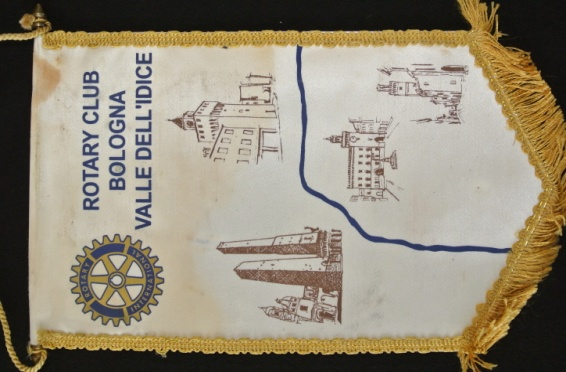 ROTARY CLUB
BOLOGNA
VALLE DELL'IDICE
ROTARY
INTERNATIONAL